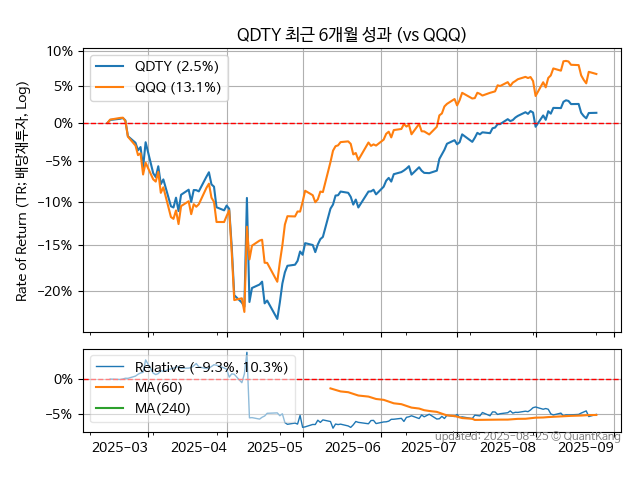 QDTY 최근 6개월 성과 (vs QQQ)
10%
5%
0%
−5%
−10%
−15%
−20%
Rate of Return (TR: 배당재투자, Log)
QDTY (2.5%)
QQQ (13.1%)
0%
−5%
Relative (−9.3%, 10.3%)
MA(60)
MA(240)
updated: 2025-08-25 © QuantKang
2025-03
2025-04
2025-05
2025-06
2025-07
2025-08
2025-09